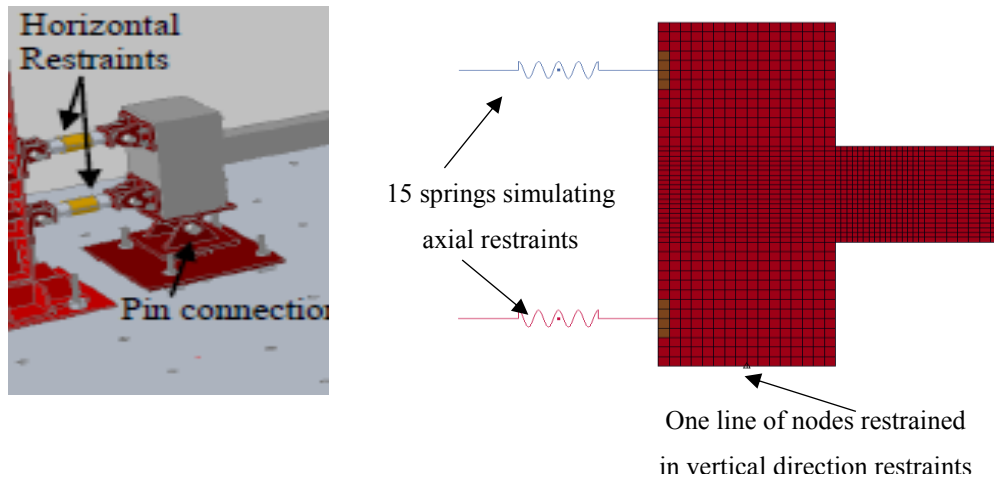 Horizontal
Restraints
Pin connection
15 springs simulating
axial restraints
One line of nodes restrained
in vertical direction restraints